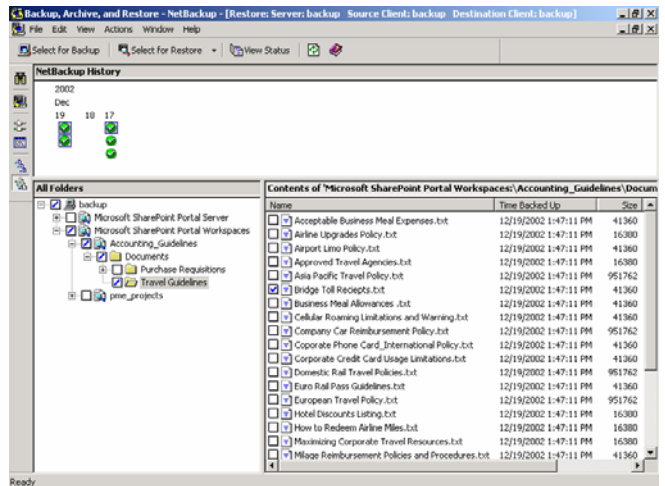 Backup, Archive, and Restore - NetBackup - [Restore: Server: backup Source Client: backup Destination Client: backup]
File Edit View Actions Window Help
Select for Backup Select for Restore View Status
NetBackup History
2002
Dec
19 18 17
All Folders
Contents of 'Microsoft SharePoint Portal Workspaces:\Accounting_Guidelines\Docum
backup
Microsoft SharePoint Portal Server
Microsoft SharePoint Portal Workspaces
Accounting_Guidelines
Documents
Purchase Requisitions
Travel Guidelines
pme_projects
Name Time Backed Up Size
Acceptable Business Meal Expenses.txt 12/19/2002 1:47:11 PM 41360
Airline Upgrades Policy.txt 12/19/2002 1:47:11 PM 16380
Airport Limo Policy.txt 12/19/2002 1:47:11 PM 41360
Approved Travel Agencies.txt 12/19/2002 1:47:11 PM 16380
Asia Pacific Travel Policy.txt 12/19/2002 1:47:11 PM 951762
Bridge Toll Reciepts.txt 12/19/2002 1:47:11 PM 41360
Business Meal Allowances .txt 12/19/2002 1:47:11 PM 41360
Cellular Roaming Limitations and Warning.txt 12/19/2002 1:47:11 PM 41360
Company Car Reimbursement Policy.txt 12/19/2002 1:47:11 PM 951762
Coporate Phone Card_International Policy.txt 12/19/2002 1:47:11 PM 41360
Corporate Credit Card Usage Limitations.txt 12/19/2002 1:47:11 PM 41360
Domestic Rail Travel Policies.txt 12/19/2002 1:47:11 PM 951762
Euro Rail Pass Guidelines.txt 12/19/2002 1:47:11 PM 41360
European Travel Policy.txt 12/19/2002 1:47:11 PM 951762
Hotel Discounts Listing.txt 12/19/2002 1:47:11 PM 16380
How to Redeem Airline Miles.txt 12/19/2002 1:47:11 PM 16380
Maximizing Corporate Travel Resources.txt 12/19/2002 1:47:11 PM 16380
Milage Reimbursement Policies and Procedures.txt 12/19/2002 1:47:11 PM 41360
Ready